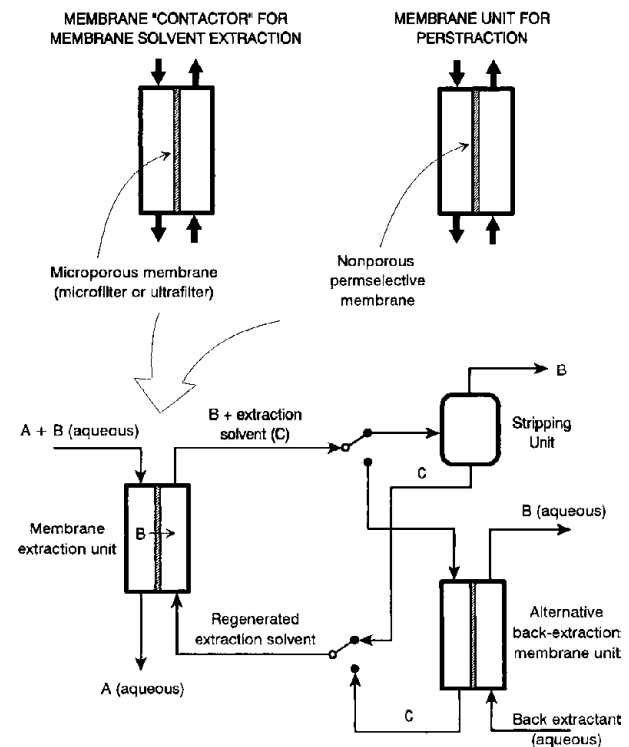 MEMBRANE "CONTACTOR" FOR
MEMBRANE SOLVENT EXTRACTION
MEMBRANE UNIT FOR
PERSTRACTION
Microporous membrane
(microfilter or ultrafilter)
Nonporous
permselective
membrane
A + B (aqueous)
B + extraction
solvent (C)
B
Stripping
Unit
C
B (aqueous)
Membrane
extraction unit
B
Regenerated
extraction solvent
Alternative
back-extraction
membrane unit
A (aqueous)
C
Back extractant
(aqueous)